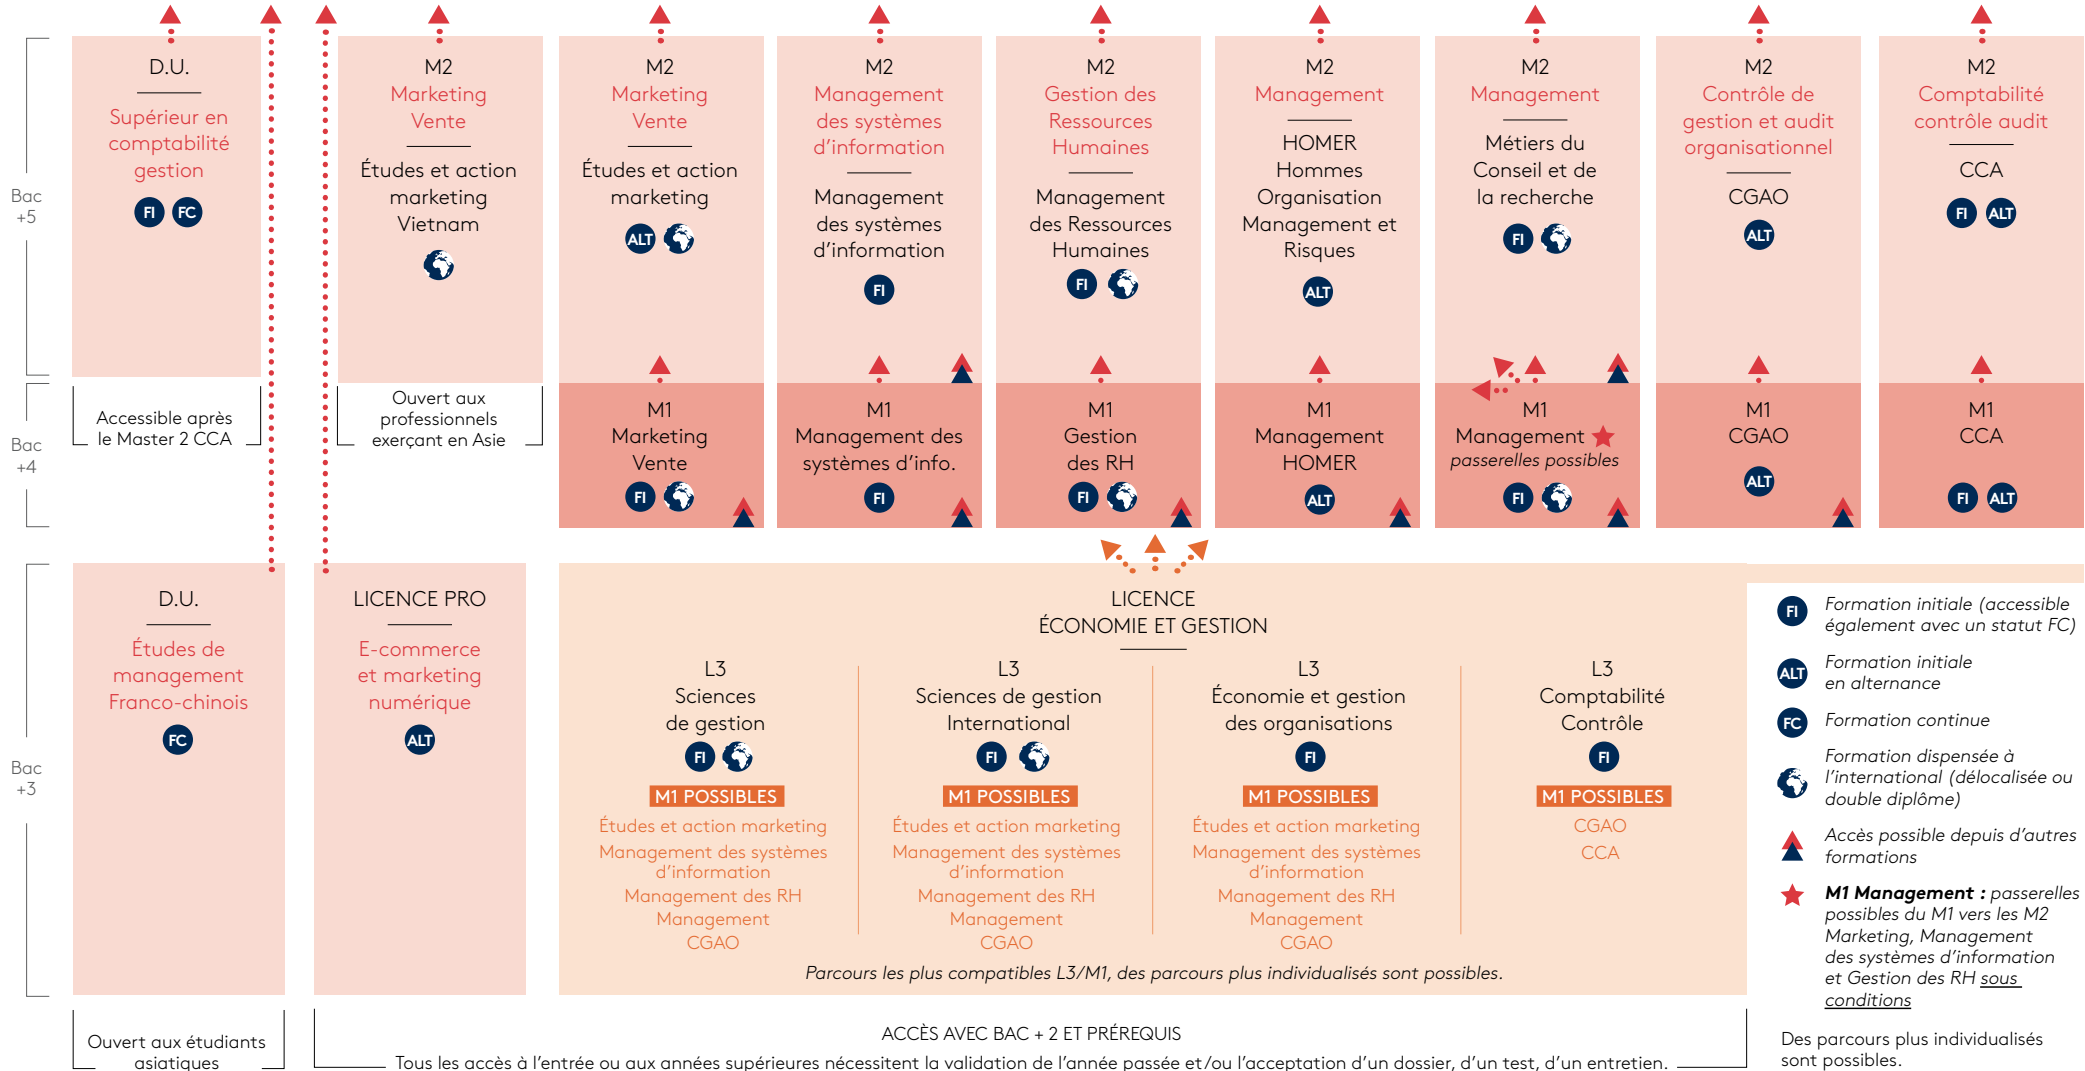 Bac
+5
D.U.
Supérieur en
comptabilité
gestion
FI FC
M2
Marketing
Vente
Études et action
marketing
Vietnam
M2
Marketing
Vente
Études et action
marketing
ALT
M2
Management
des systèmes
d'information
Management
des systèmes
d'information
FI
M2
Gestion des
Ressources
Humaines
Management
des Ressources
Humaines
FI
M2
Management
HOMER
Hommes
Organisation
Management et
Risques
ALT
M2
Management
Métiers du
Conseil et de
la recherche
FI
M2
Contrôle de
gestion et audit
organisationnel
CGAO
ALT
M2
Comptabilité
contrôle audit
CCA
FI ALT
Bac
+4
Accessible après
le Master 2 CCA
Ouvert aux
professionnels
exerçant en Asie
M1
Marketing
Vente
FI
M1
Management des
systèmes d'info.
FI
M1
Gestion
des RH
FI
M1
Management
HOMER
ALT
M1
Management
passerelles possibles
FI
M1
CGAO
ALT
M1
CCA
FI ALT
Bac
+3
D.U.
Études de
management
Franco-chinois
FC
LICENCE PRO
E-commerce
et marketing
numérique
ALT
LICENCE
ÉCONOMIE ET GESTION
L3
Sciences
de gestion
FI
M1 POSSIBLES
Études et action marketing
Management des systèmes
d'information
Management des RH
Management
CGAO
L3
Sciences de gestion
International
FI
M1 POSSIBLES
Études et action marketing
Management des systèmes
d'information
Management des RH
Management
CGAO
L3
Économie et gestion
des organisations
FI
M1 POSSIBLES
Études et action marketing
Management des systèmes
d'information
Management des RH
Management
CGAO
L3
Comptabilité
Contrôle
FI
M1 POSSIBLES
CGAO
CCA
Parcours les plus compatibles L3/M1, des parcours plus individualisés sont possibles.
FI Formation initiale (accessible
également avec un statut FC)
ALT Formation initiale
en alternance
FC Formation continue
Formation dispensée à
l'international (délocalisée ou
double diplôme)
Accès possible depuis d'autres
formations
M1 Management : passerelles
possibles du M1 vers les M2
Marketing, Management
des systèmes d'information
et Gestion des RH sous
conditions
Des parcours plus individualisés
sont possibles.
Ouvert aux étudiants
asiatiques
ACCÈS AVEC BAC + 2 ET PRÉREQUIS
Tous les accès à l'entrée ou aux années supérieures nécessitent la validation de l'année passée et/ou l'acceptation d'un dossier, d'un test, d'un entretien.